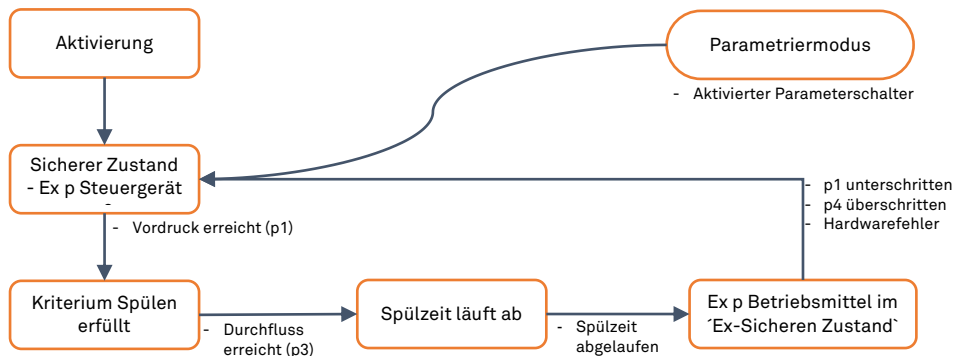 Aktivierung
Parametriermodus
- Aktivierter Parameterschalter
Sicherer Zustand
- Ex p Steuergerät
-
- p1 unterschritten
- p4 überschritten
- Hardwarefehler
- Vordruck erreicht (p1)
Kriterium Spülen
erfüllt
- Durchfluss
erreicht (p3)
Spülzeit läuft ab
- Spülzeit
abgelaufen
Ex p Betriebsmittel im
´Ex-Sicheren Zustand`